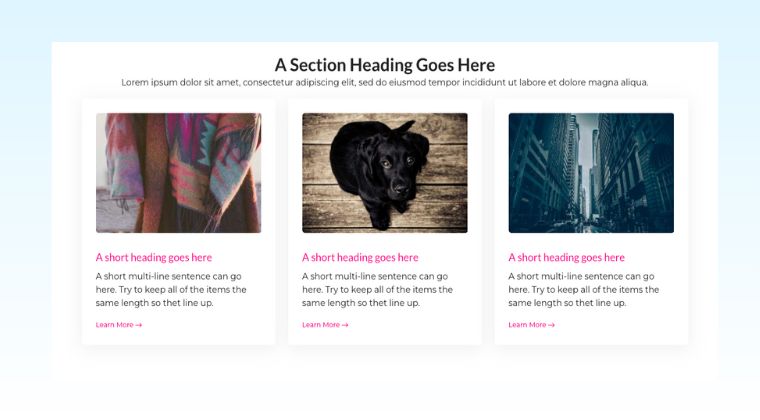 A Section Heading Goes Here
Lorem ipsum dolor sit amet, consectetur adipiscing elit, sed do eiusmod tempor incididunt ut labore et dolore magna aliqua.
A short heading goes here
A short multi-line sentence can go
here. Try to keep all of the items the
same length so thet line up.
Learn More →
A short heading goes here
A short multi-line sentence can go
here. Try to keep all of the items the
same length so thet line up.
Learn More →
A short heading goes here
A short multi-line sentence can go
here. Try to keep all of the items the
same length so thet line up.
Learn More →